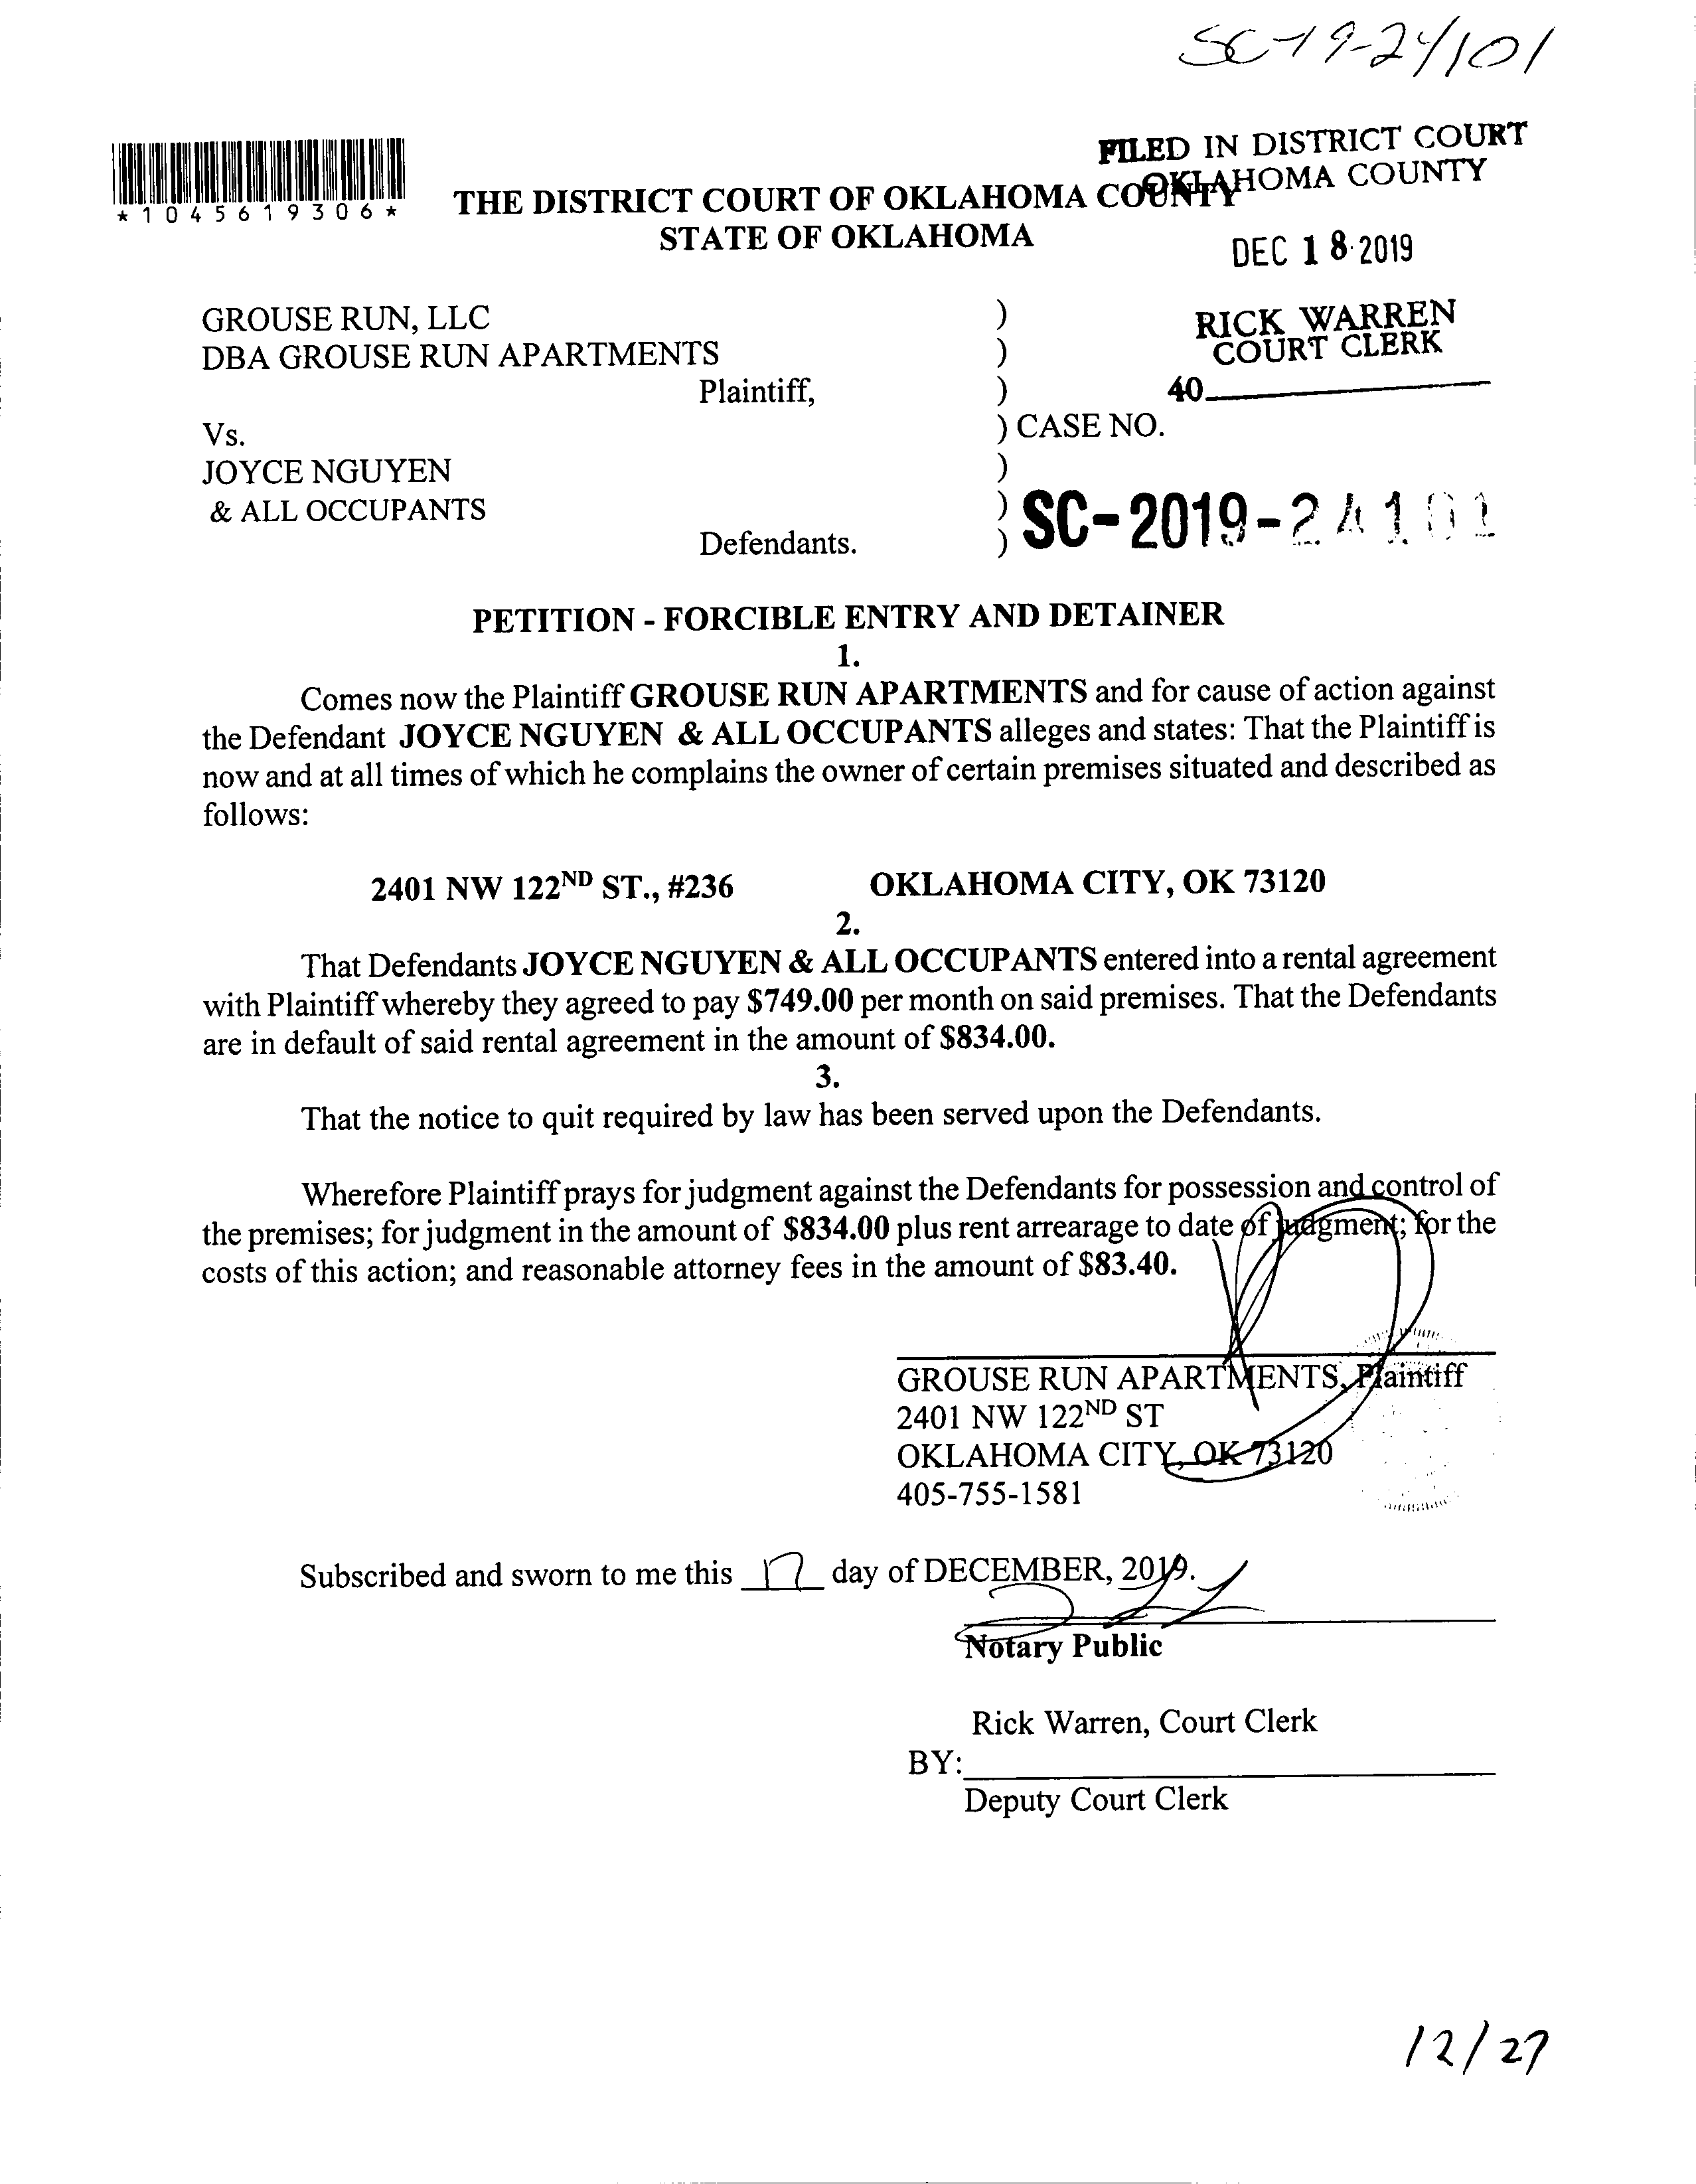 SC-19-24101
FILED IN DISTRICT COURT
OKLAHOMA COUNTY
*1045619306*
THE DISTRICT COURT OF OKLAHOMA COUNTY
STATE OF OKLAHOMA
DEC 18 2019
GROUSE RUN, LLC )
DBA GROUSE RUN APARTMENTS )
RICK WARREN
COURT CLERK
Plaintiff, )
40
Vs. ) CASE NO.
JOYCE NGUYEN )
& ALL OCCUPANTS ) SC-2019-24101
Defendants. )
PETITION - FORCIBLE ENTRY AND DETAINER
1.
Comes now the Plaintiff GROUSE RUN APARTMENTS and for cause of action against
the Defendant JOYCE NGUYEN & ALL OCCUPANTS alleges and states: That the Plaintiff is
now and at all times of which he complains the owner of certain premises situated and described as
follows:
2401 NW 122ND ST., #236 OKLAHOMA CITY, OK 73120
2.
That Defendants JOYCE NGUYEN & ALL OCCUPANTS entered into a rental agreement
with Plaintiff whereby they agreed to pay $749.00 per month on said premises. That the Defendants
are in default of said rental agreement in the amount of $834.00.
3.
That the notice to quit required by law has been served upon the Defendants.
Wherefore Plaintiff prays for judgment against the Defendants for possession and control of
the premises; for judgment in the amount of $834.00 plus rent arrearage to date of judgment; for the
costs of this action; and reasonable attorney fees in the amount of $83.40.
GROUSE RUN APARTMENTS, Plaintiff
2401 NW 122ND ST
OKLAHOMA CITY, OK 73120
405-755-1581
Subscribed and sworn to me this 17 day of DECEMBER, 2019.
Notary Public
Rick Warren, Court Clerk
BY:
Deputy Court Clerk
12/27